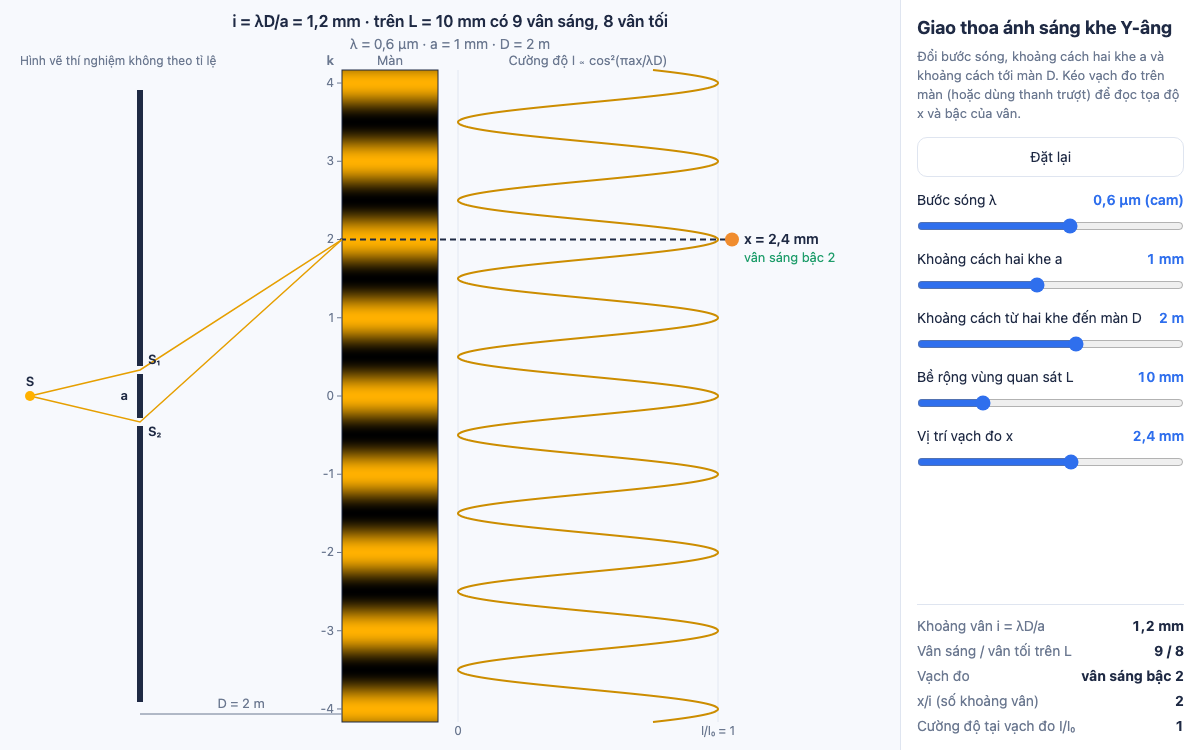 i = λD/a = 1,2 mm · trên L = 10 mm có 9 vân sáng, 8 vân tối
λ = 0,6 µm · a = 1 mm · D = 2 m
Hình vẽ thí nghiệm không theo tỉ lệ
k
Màn
Cường độ I ∝ cos²(πax/λD)
4
3
2
1
0
-1
-2
-3
-4
x = 2,4 mm
vân sáng bậc 2
S
S₁
a
S₂
D = 2 m
0
I/I₀ = 1
Giao thoa ánh sáng khe Y-âng
Đổi bước sóng, khoảng cách hai khe a và
khoảng cách tới màn D. Kéo vạch đo trên
màn (hoặc dùng thanh trượt) để đọc tọa độ
x và bậc của vân.
Đặt lại
Bước sóng λ 0,6 µm (cam)
Khoảng cách hai khe a 1 mm
Khoảng cách từ hai khe đến màn D 2 m
Bề rộng vùng quan sát L 10 mm
Vị trí vạch đo x 2,4 mm
Khoảng vân i = λD/a 1,2 mm
Vân sáng / vân tối trên L 9 / 8
Vạch đo vân sáng bậc 2
x/i (số khoảng vân) 2
Cường độ tại vạch đo I/I₀ 1